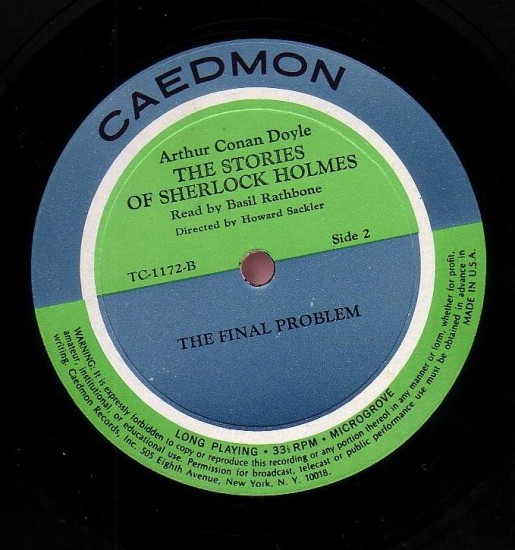 CAEDMON
Arthur Conan Doyle
THE STORIES
OF SHERLOCK HOLMES
Read by Basil Rathbone
Directed by Howard Sackler
Side 2
TC-1172-B
THE FINAL PROBLEM
LONG PLAYING • 33⅓ RPM • MICROGROVE
WARNING: It is expressly forbidden to copy or reproduce this recording or any portion thereof in any manner or form, whether for profit,
amateur, institutional, or educational use. Permission for broadcast, telecast or public performance use must be obtained in advance in
writing. Caedmon Records, Inc. 505 Eighth Avenue, New York, N. Y. 10018.
MADE IN U.S.A.